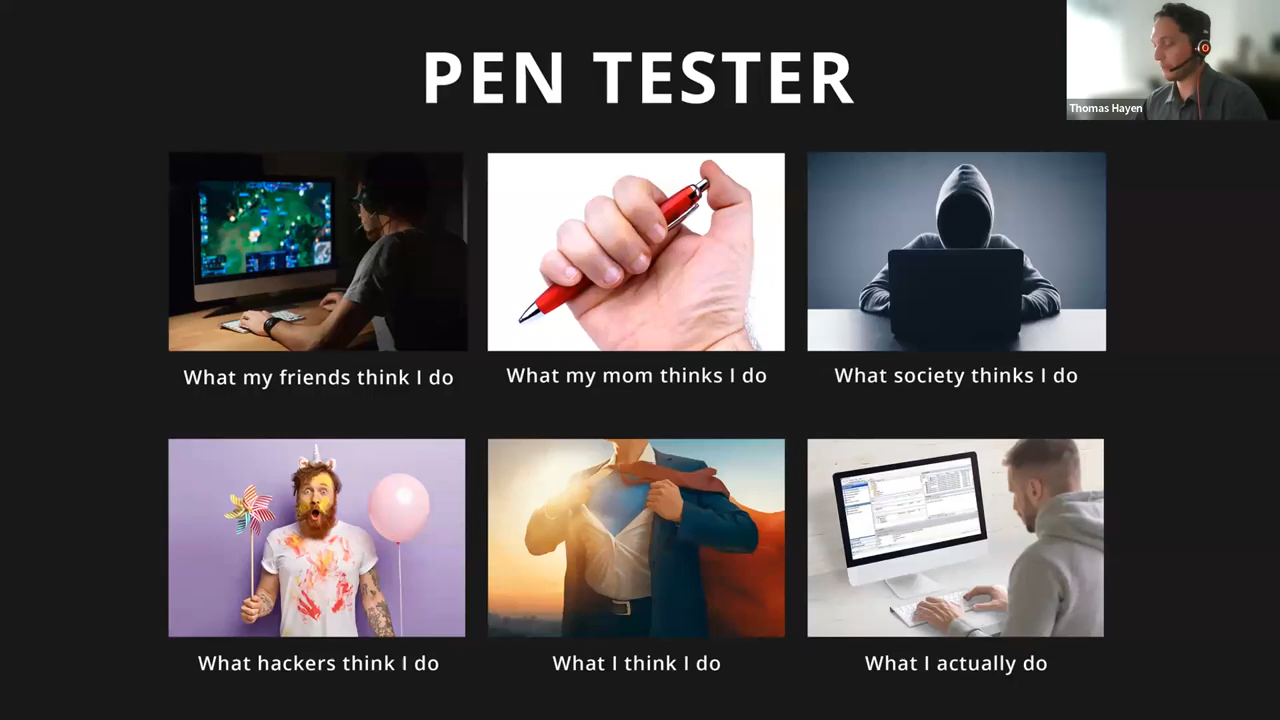 PEN TESTER
Thomas Hayen
What my friends think I do
What my mom thinks I do
What society thinks I do
What hackers think I do
What I think I do
What I actually do